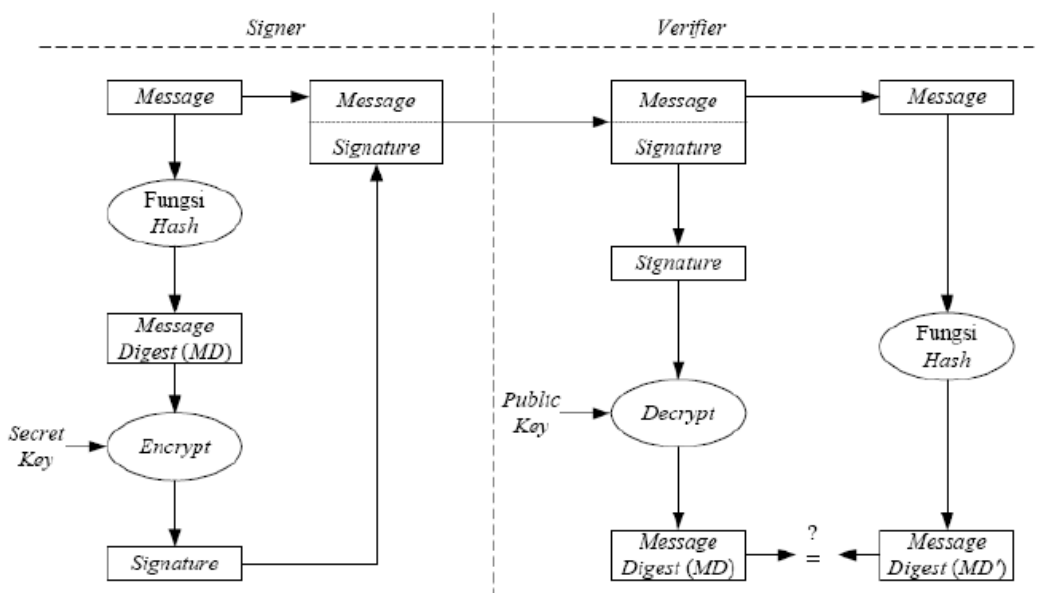 Signer
Message
Fungsi
Hash
Message
Digest (MD)
Secret
Key
Encrypt
Signature
Message
Signature
Verifier
Message
Signature
Signature
Public
Key
Decrypt
Message
Digest (MD)
?
=
Message
Fungsi
Hash
Message
Digest (MD')